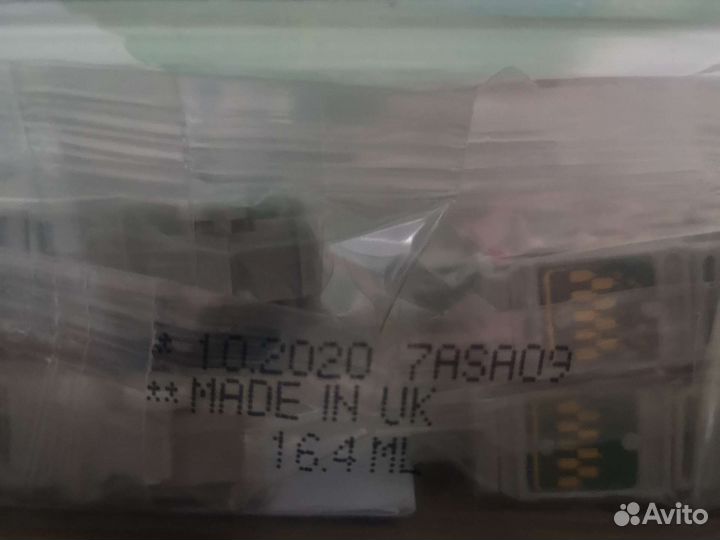 * 10.2020 7ASA09
** MADE IN UK
16.4 ML
Avito